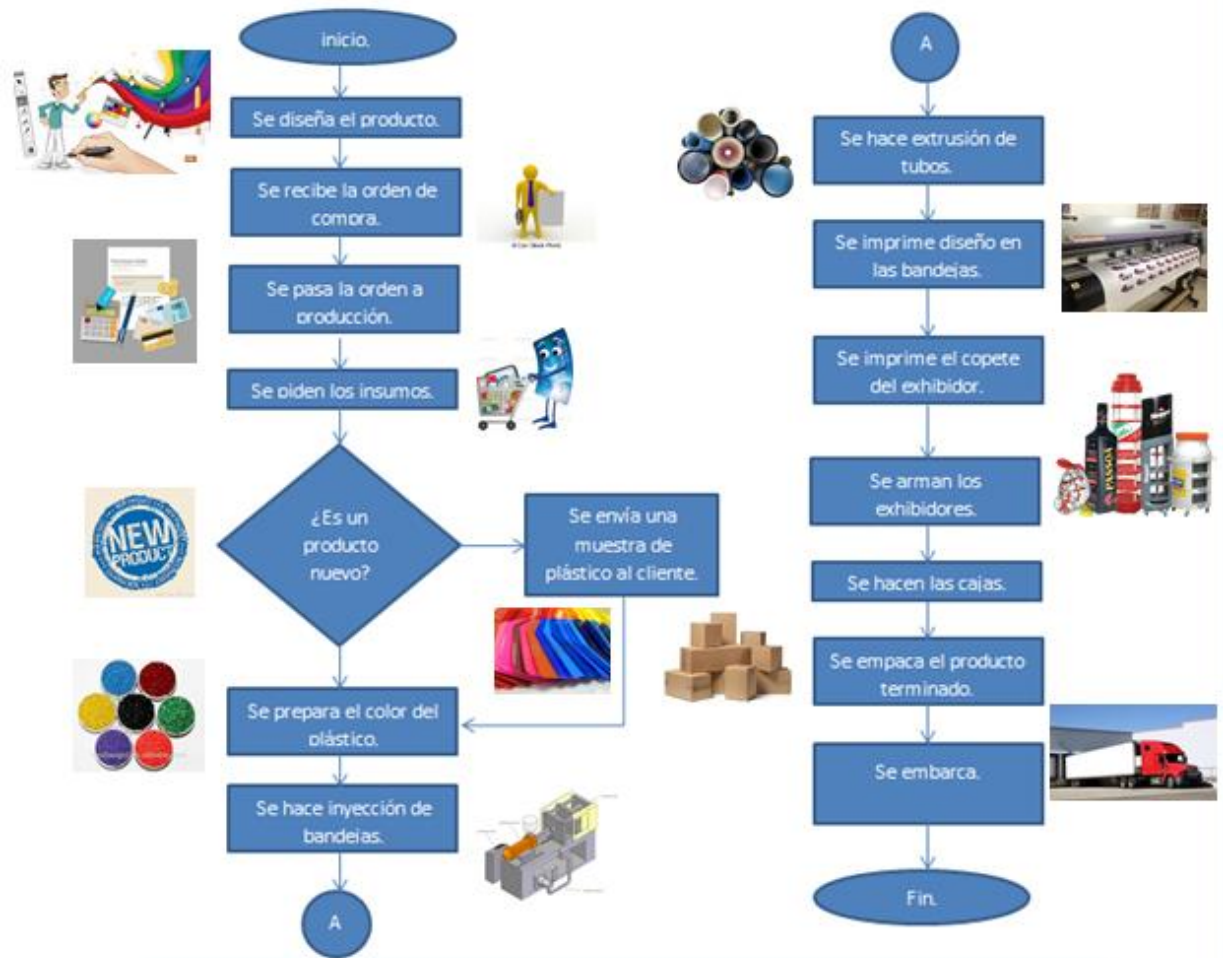 inicio.
Se diseña el producto.
Se recibe la orden de
compra.
© Can Stock Photo
Se pasa la orden a
producción.
Se piden los insumos.
¿Es un
producto
nuevo?
NEW
PRODUCT
Se envía una
muestra de
plástico al cliente.
Se prepara el color del
plástico.
Se hace inyección de
bandejas.
A
A
Se hace extrusión de
tubos.
Se imprime diseño en
las bandejas.
Se imprime el copete
del exhibidor.
PASSOA
Se arman los
exhibidores.
Se hacen las cajas.
Se empaca el producto
terminado.
Se embarca.
Fin.